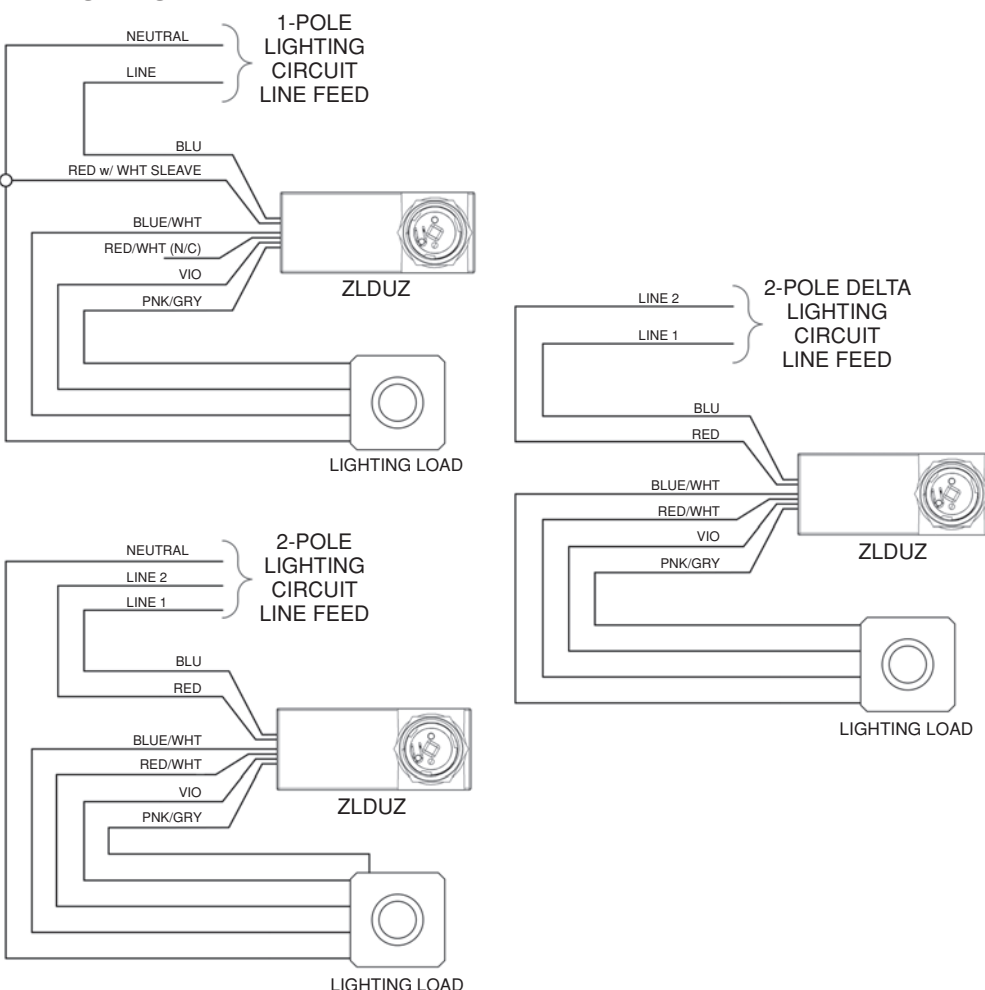 1-POLE
LIGHTING
CIRCUIT
LINE FEED
NEUTRAL
LINE
BLU
RED w/ WHT SLEAVE
BLUE/WHT
RED/WHT (N/C)
VIO
PNK/GRY
ZLDUZ
LIGHTING LOAD
2-POLE DELTA
LIGHTING
CIRCUIT
LINE FEED
LINE 2
LINE 1
BLU
RED
BLUE/WHT
RED/WHT
VIO
PNK/GRY
ZLDUZ
LIGHTING LOAD
2-POLE
LIGHTING
CIRCUIT
LINE FEED
NEUTRAL
LINE 2
LINE 1
BLU
RED
BLUE/WHT
RED/WHT
VIO
PNK/GRY
ZLDUZ
LIGHTING LOAD